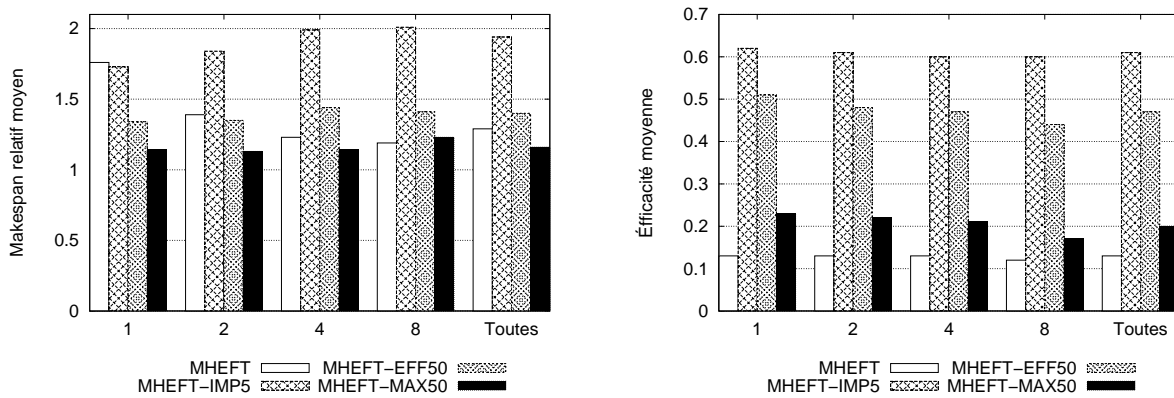 Makespan relatif moyen
2
1.5
1
0.5
0
1 2 4 8 Toutes
MHEFT MHEFT−EFF50
MHEFT−IMP5 MHEFT−MAX50
Éfficacité moyenne
0.7
0.6
0.5
0.4
0.3
0.2
0.1
0
1 2 4 8 Toutes
MHEFT MHEFT−EFF50
MHEFT−IMP5 MHEFT−MAX50